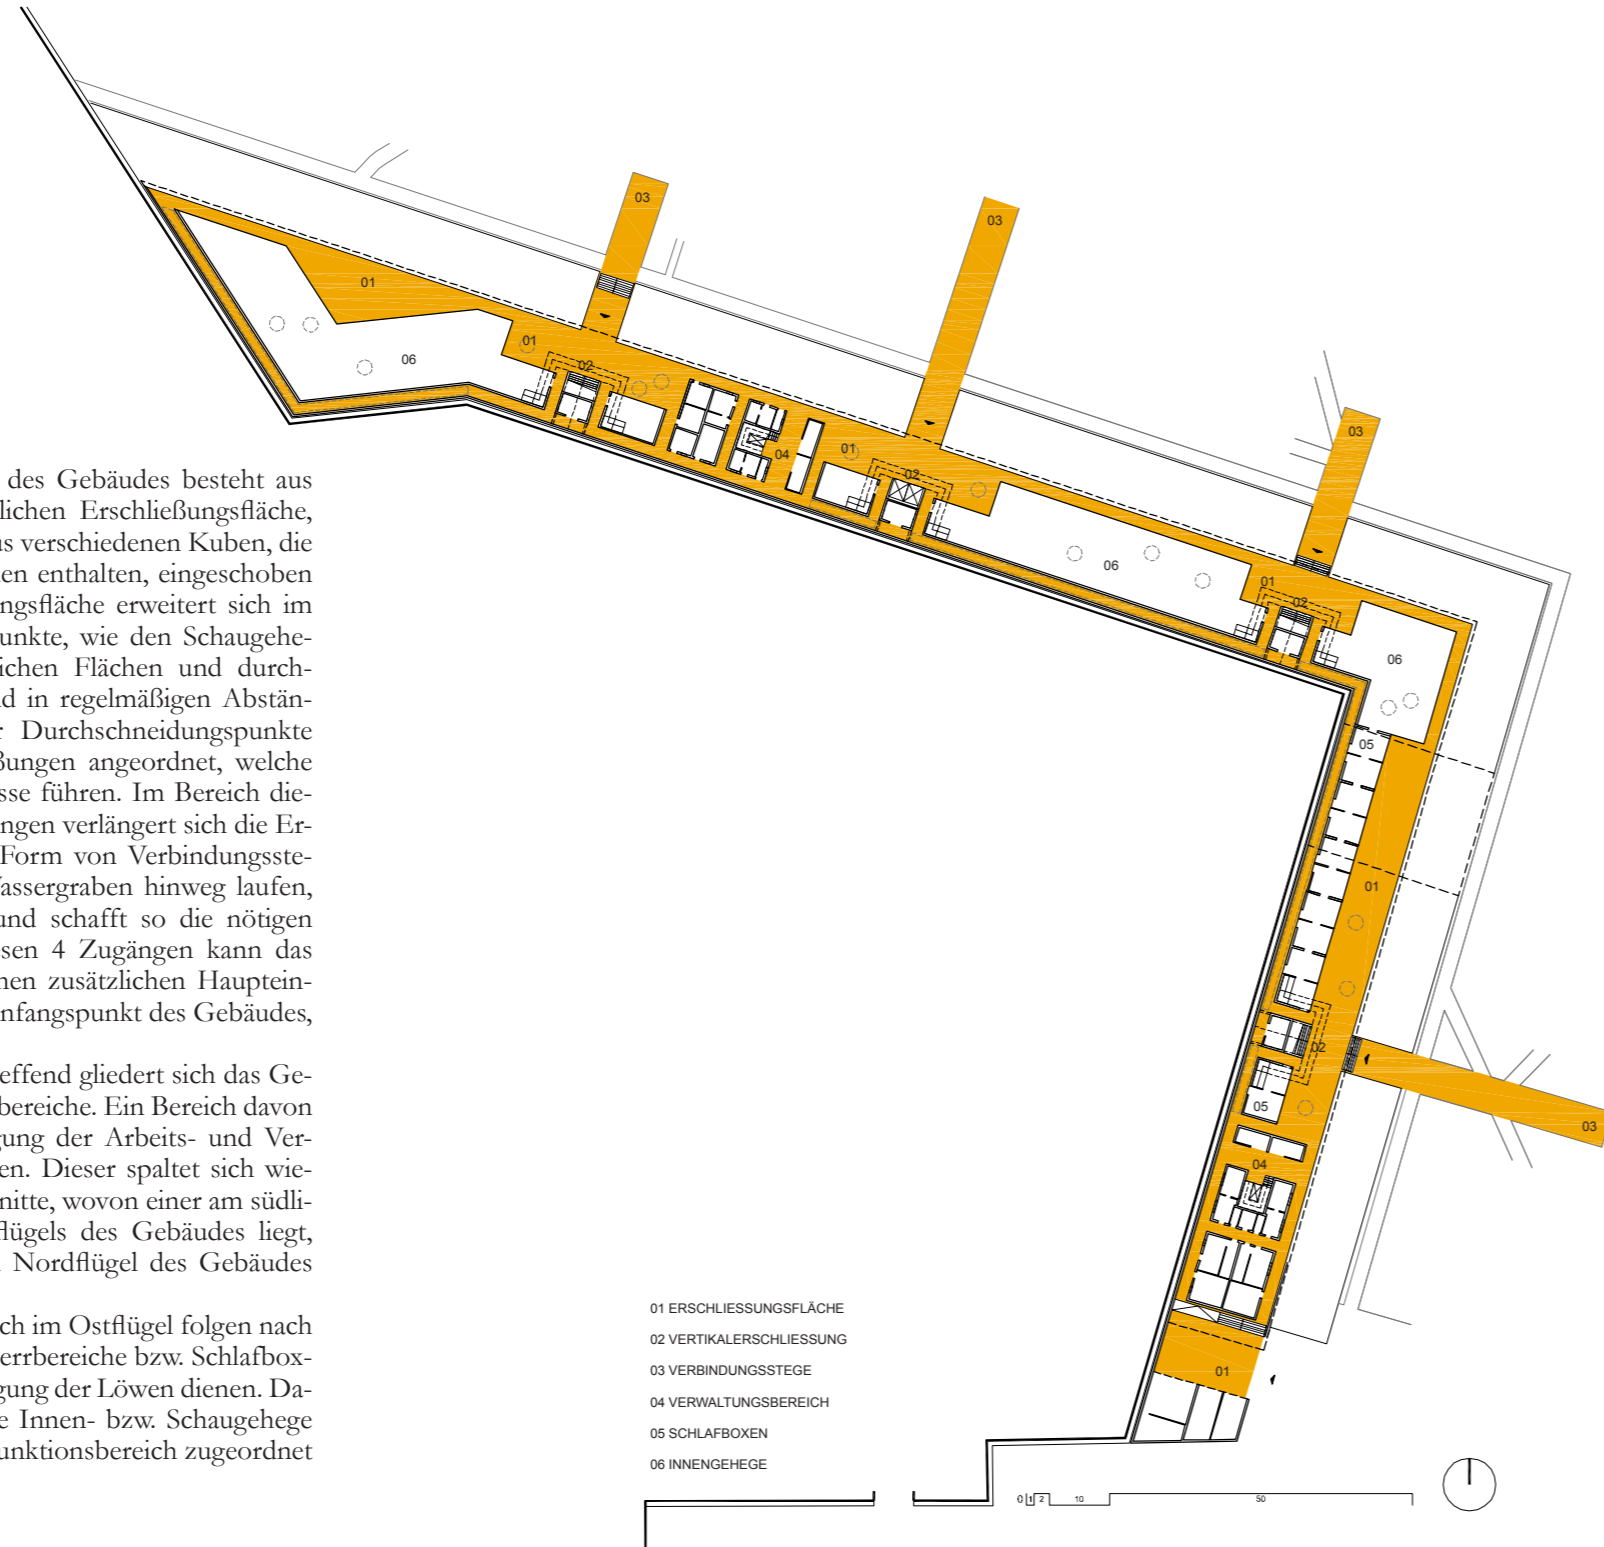 des Gebäudes besteht aus
lichen Erschließungsfläche,
us verschiedenen Kuben, die
en enthalten, eingeschoben
ngsfläche erweitert sich im
unkte, wie den Schaugehe-
ichen Flächen und durch-
d in regelmäßigen Abstän-
r Durchschneidungspunkte
ßungen angeordnet, welche
sse führen. Im Bereich die-
ngen verlängert sich die Er-
Form von Verbindungsste-
Wassergraben hinweg laufen,
und schafft so die nötigen
esen 4 Zugängen kann das
nen zusätzlichen Hauptein-
nfangspunkt des Gebäudes,
effend gliedert sich das Ge-
bereiche. Ein Bereich davon
gung der Arbeits- und Ver-
en. Dieser spaltet sich wie-
nitte, wovon einer am südli-
flügels des Gebäudes liegt,
n Nordflügel des Gebäudes
ch im Ostflügel folgen nach
errbereiche bzw. Schlafbox-
gung der Löwen dienen. Da-
e Innen- bzw. Schaugehege
unktionsbereich zugeordnet
03
03
01
03
01
06
02
04
01
02
06
01
02
06
05
01
02
03
05
04
01
01 ERSCHLIESSUNGSFLÄCHE
02 VERTIKALERSCHLIESSUNG
03 VERBINDUNGSSTEGE
04 VERWALTUNGSBEREICH
05 SCHLAFBOXEN
06 INNENGEHEGE
0 1 2 10 50